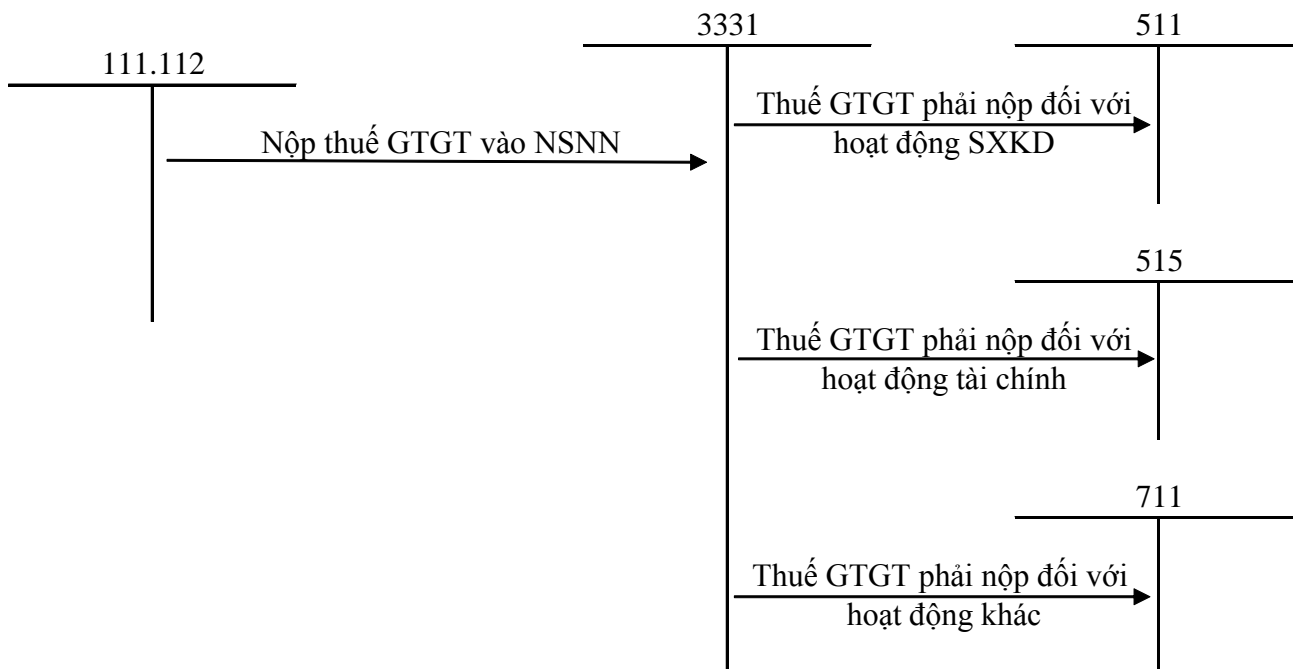 3331
511
111.112
Thuế GTGT phải nộp đối với
hoạt động SXKD
Nộp thuế GTGT vào NSNN
515
Thuế GTGT phải nộp đối với
hoạt động tài chính
711
Thuế GTGT phải nộp đối với
hoạt động khác